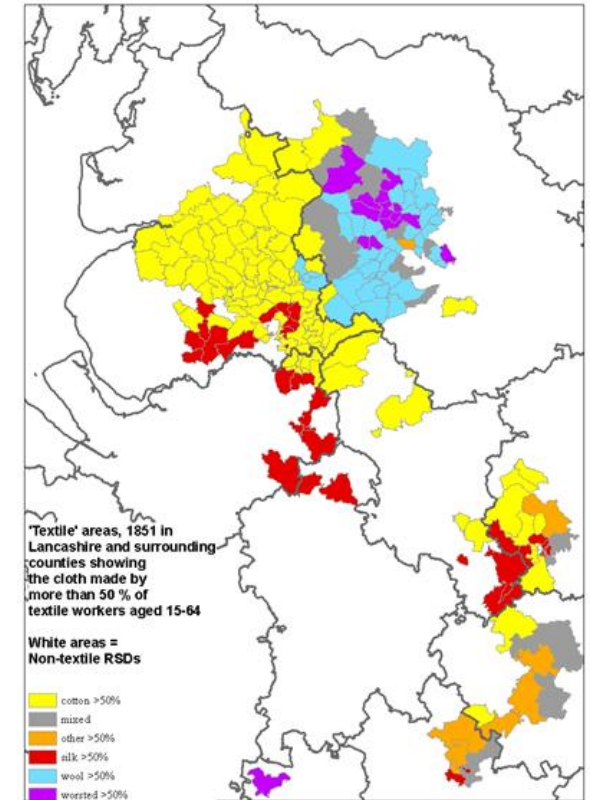 'Textile' areas, 1851 in
Lancashire and surrounding
counties showing
the cloth made by
more than 50 % of
textile workers aged 15-64
White areas =
Non-textile RSDs
cotton >50%
mixed
other >50%
silk >50%
wool >50%
worsted >50%